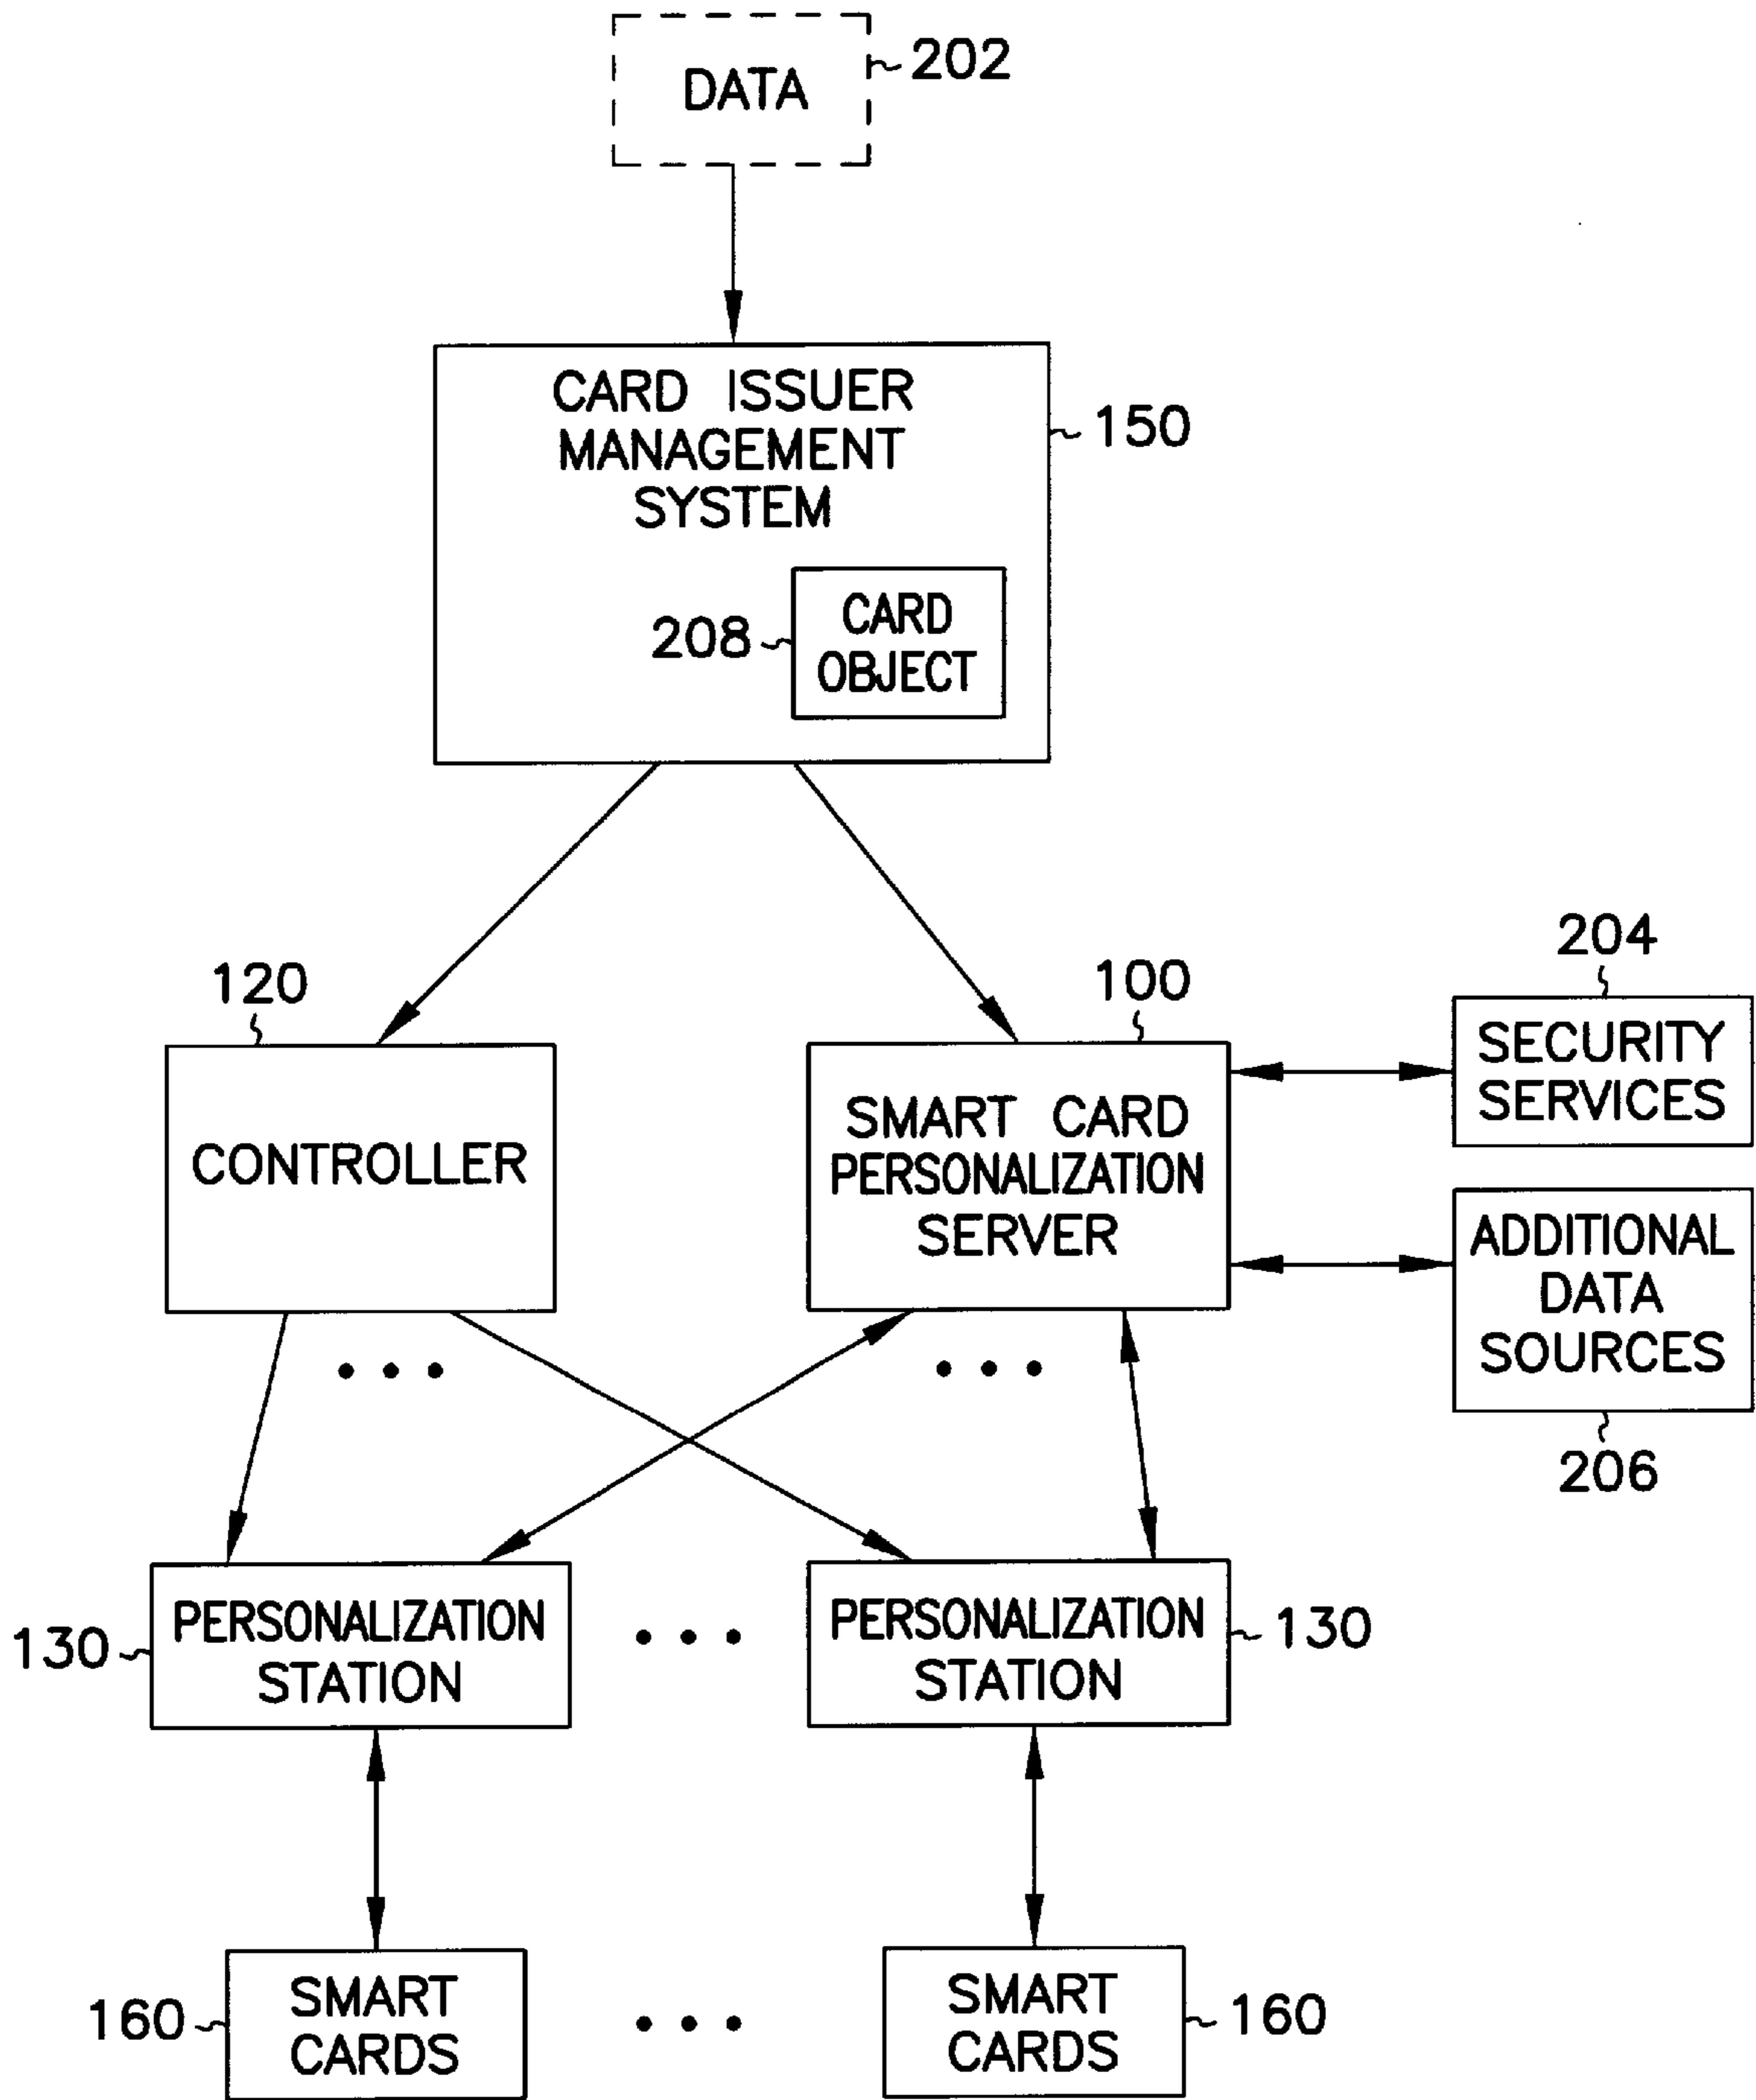 DATA
202
CARD ISSUER
MANAGEMENT
SYSTEM
150
208
CARD
OBJECT
120
100
204
CONTROLLER
SMART CARD
PERSONALIZATION
SERVER
SECURITY
SERVICES
ADDITIONAL
DATA
SOURCES
206
130
PERSONALIZATION
STATION
PERSONALIZATION
STATION
130
160
SMART
CARDS
SMART
CARDS
160